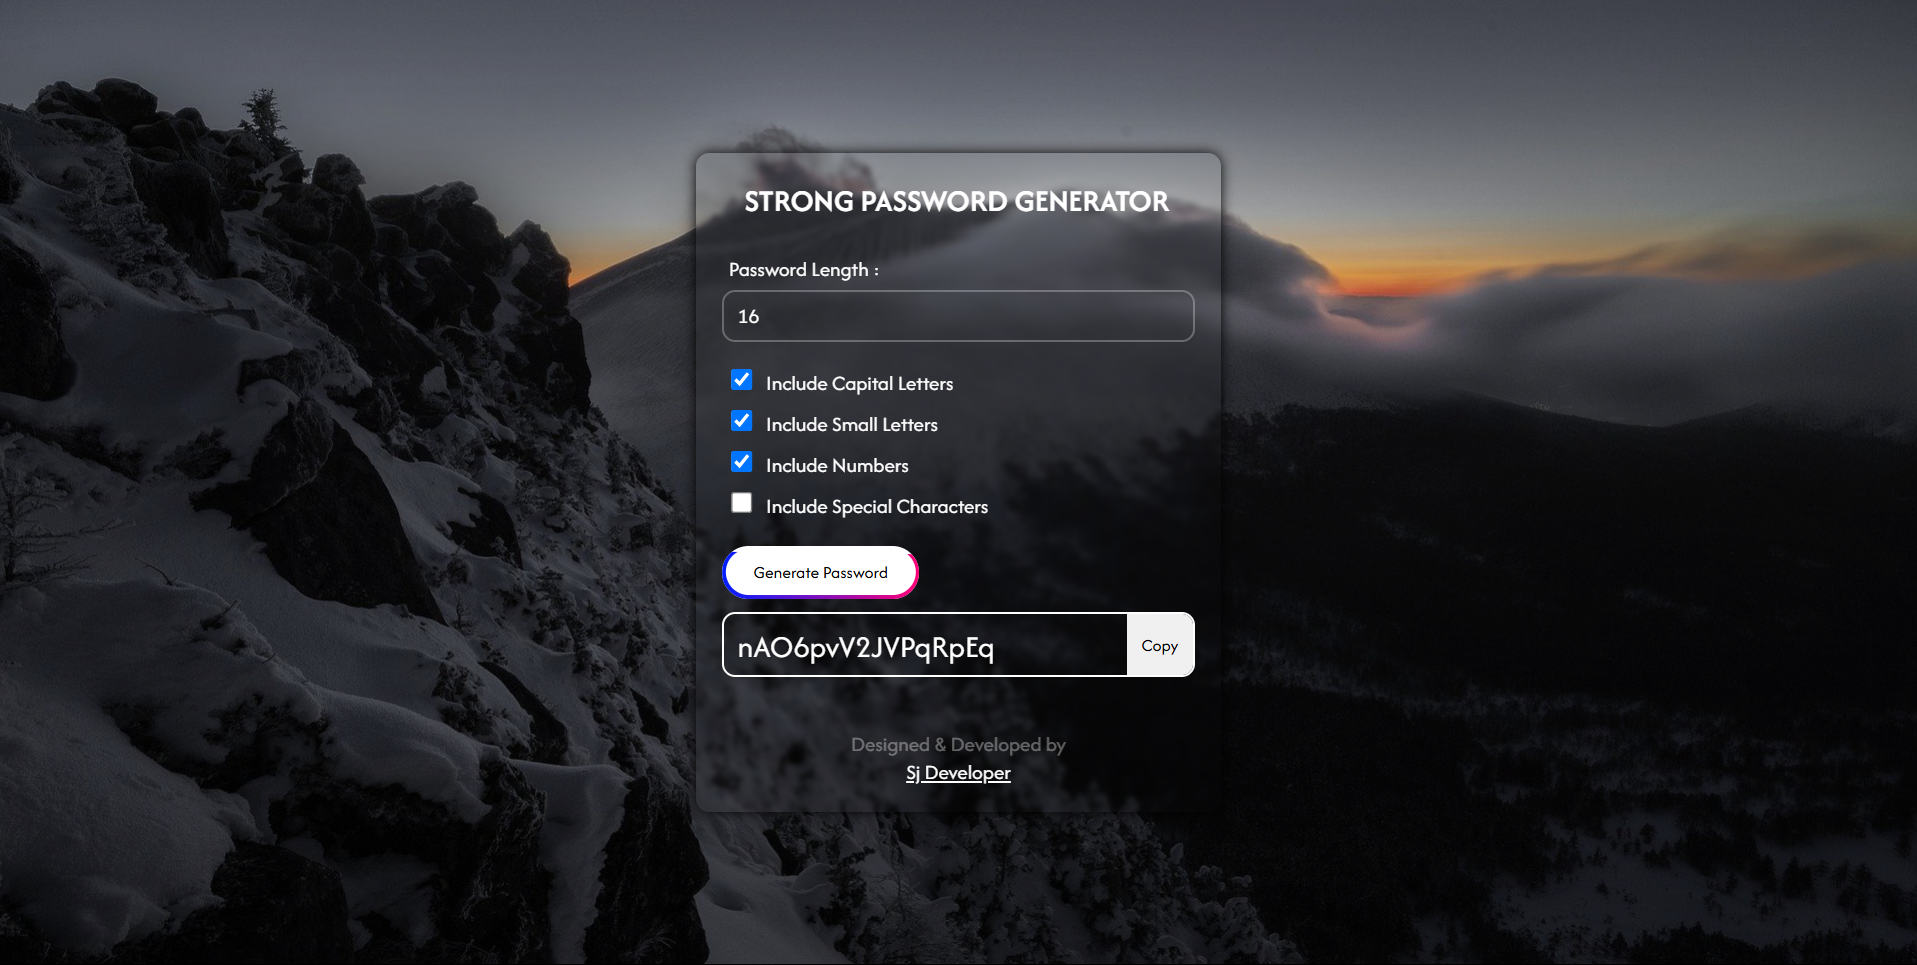 STRONG PASSWORD GENERATOR
Password Length :
16
Include Capital Letters
Include Small Letters
Include Numbers
Include Special Characters
Generate Password
nAO6pvV2JVPqRpEq
Copy
Designed & Developed by
Sj Developer